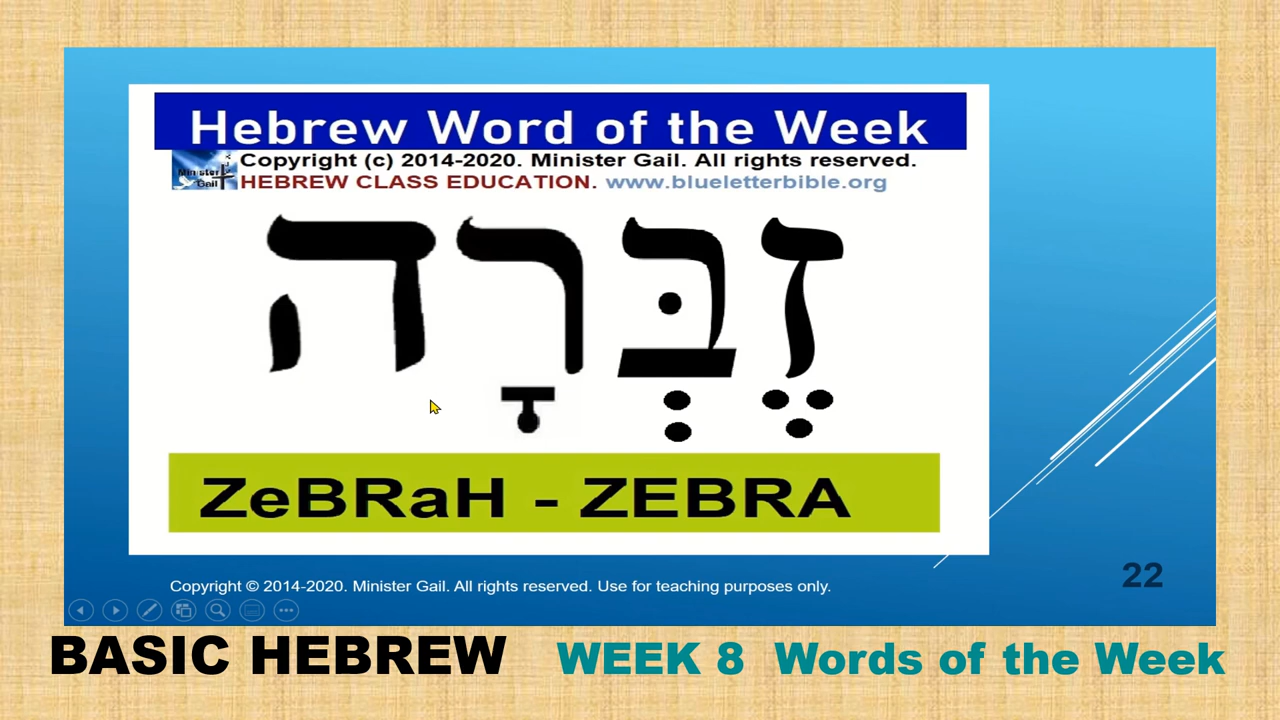 Hebrew Word of the Week
Minister Gail
Copyright (c) 2014-2020. Minister Gail. All rights reserved.
HEBREW CLASS EDUCATION. www.blueletterbible.org
זֶבְּרָה
ZeBRaH - ZEBRA
22
Copyright © 2014-2020. Minister Gail. All rights reserved. Use for teaching purposes only.
BASIC HEBREW WEEK 8 Words of the Week